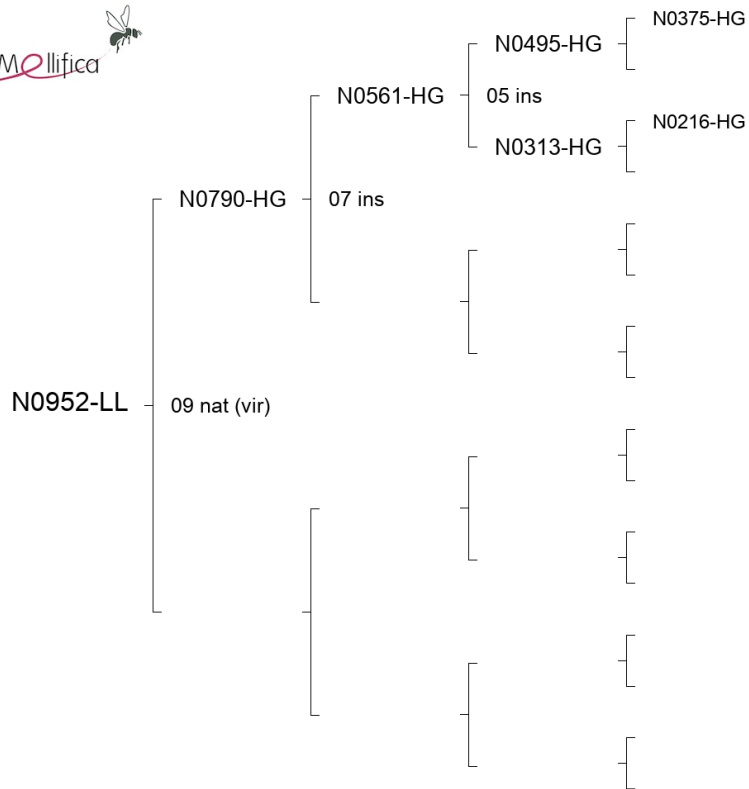 Mellifica
N0375-HG
N0495-HG
N0561-HG
05 ins
N0216-HG
N0313-HG
N0790-HG
07 ins
N0952-LL
09 nat (vir)